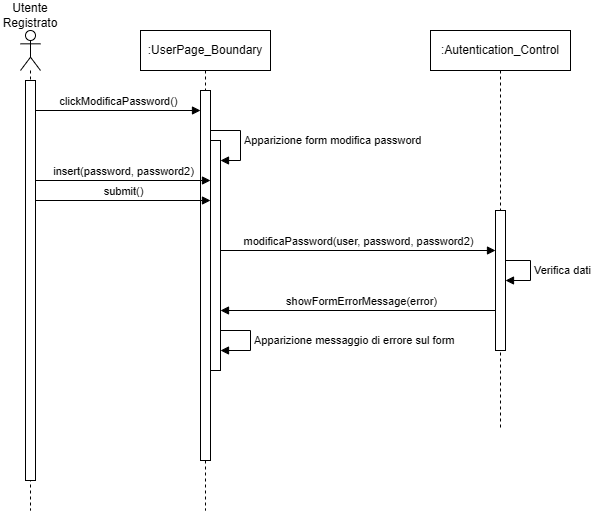 Utente
Registrato
:UserPage_Boundary
:Autentication_Control
clickModificaPassword()
Apparizione form modifica password
insert(password, password2)
submit()
modificaPassword(user, password, password2)
Verifica dati
showFormErrorMessage(error)
Apparizione messaggio di errore sul form